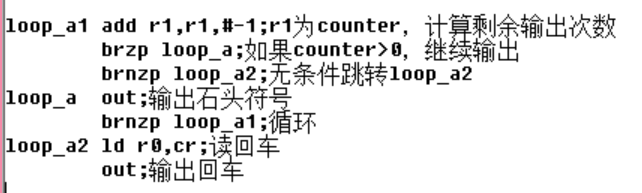 loop_a1 add r1,r1,#-1;r1为counter，计算剩余输出次数
brzp loop_a;如果counter>0，继续输出
brnzp loop_a2;无条件跳转loop_a2
loop_a out;输出石头符号
brnzp loop_a1;循环
loop_a2 ld r0,cr;读回车
out;输出回车